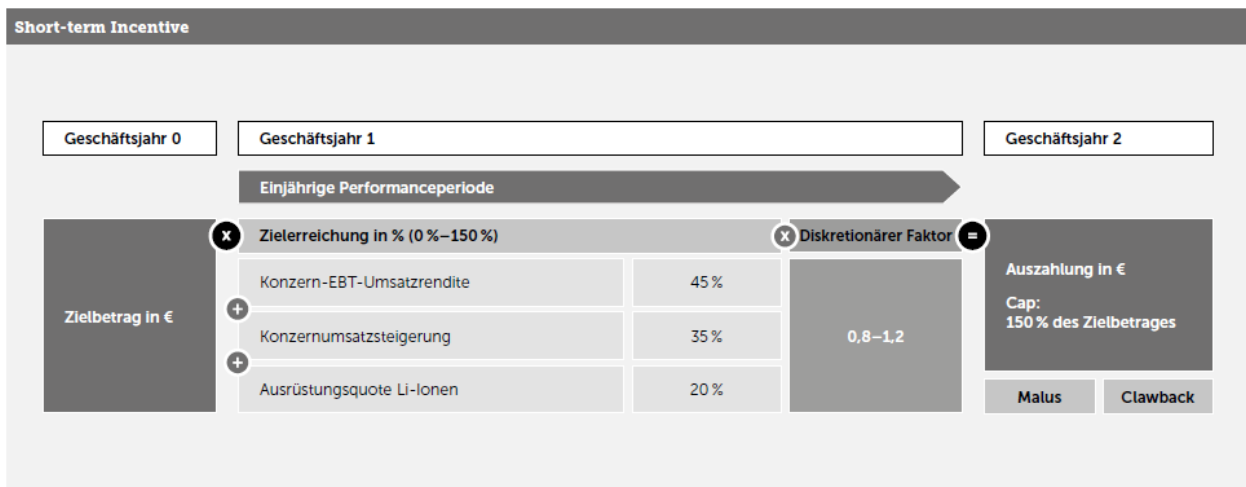 Short-term Incentive
Geschäftsjahr 0
Geschäftsjahr 1
Geschäftsjahr 2
Einjährige Performanceperiode
Zielbetrag in €
x
Zielerreichung in % (0 %–150 %)
x
Diskretionärer Faktor
=
Konzern-EBT-Umsatzrendite
45 %
+
Konzernumsatzsteigerung
35 %
+
Ausrüstungsquote Li-Ionen
20 %
0,8–1,2
Auszahlung in €
Cap:
150 % des Zielbetrages
Malus
Clawback